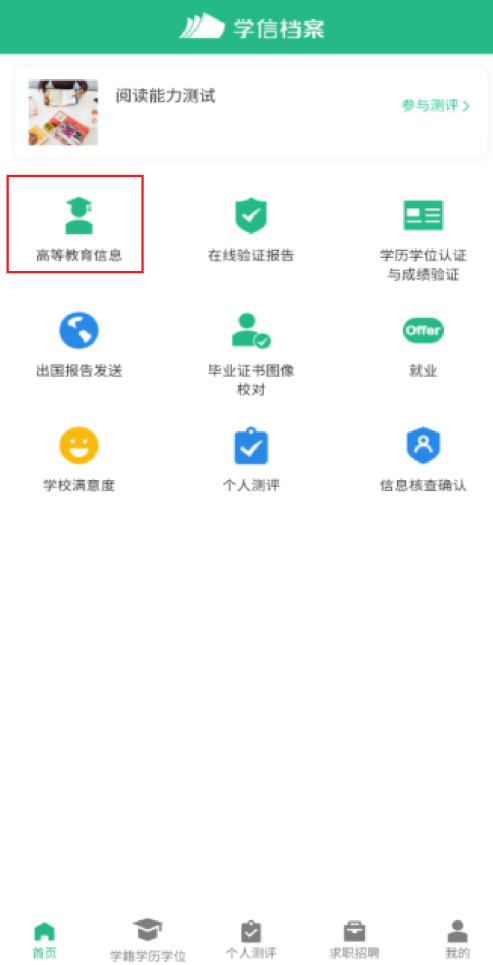 学信档案
阅读能力测试
参与测评
高等教育信息
在线验证报告
学历学位认证
与成绩验证
出国报告发送
毕业证书图像
校对
Offer
就业
学校满意度
个人测评
信息核查确认
首页
学籍学历学位
个人测评
求职招聘
我的